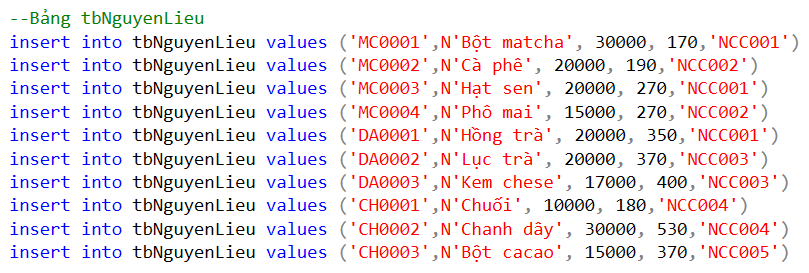 --Bảng tbNguyenLieu
insert into tbNguyenLieu values ('MC0001',N'Bột matcha', 30000, 170,'NCC001')
insert into tbNguyenLieu values ('MC0002',N'Cà phê', 20000, 190,'NCC002')
insert into tbNguyenLieu values ('MC0003',N'Hạt sen', 20000, 270,'NCC001')
insert into tbNguyenLieu values ('MC0004',N'Phô mai', 15000, 270,'NCC002')
insert into tbNguyenLieu values ('DA0001',N'Hồng trà', 20000, 350,'NCC001')
insert into tbNguyenLieu values ('DA0002',N'Lục trà', 20000, 370,'NCC003')
insert into tbNguyenLieu values ('DA0003',N'Kem chese', 17000, 400,'NCC003')
insert into tbNguyenLieu values ('CH0001',N'Chuối', 10000, 180,'NCC004')
insert into tbNguyenLieu values ('CH0002',N'Chanh dây', 30000, 530,'NCC004')
insert into tbNguyenLieu values ('CH0003',N'Bột cacao', 15000, 370,'NCC005')